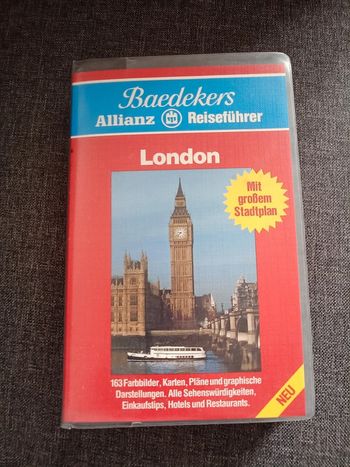 Baedekers
Allianz Reiseführer
London
Mit
großem
Stadtplan
163 Farbbilder, Karten, Pläne und graphische
Darstellungen. Alle Sehenswürdigkeiten,
Einkaufstips, Hotels und Restaurants.
NEU